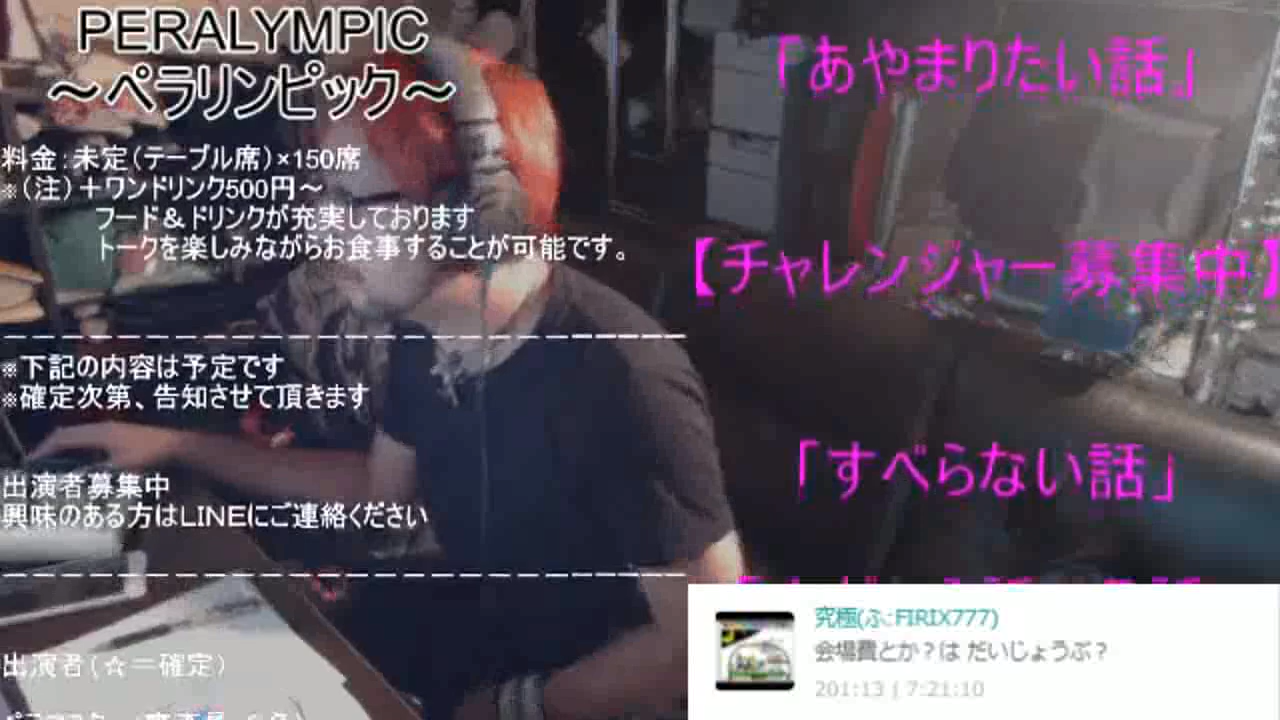 PERALYMPIC
～ペラリンピック～
料金：未定（テーブル席）×150席
※（注）＋ワンドリンク500円～
フード＆ドリンクが充実しております
トークを楽しみながらお食事することが可能です。
※下記の内容は予定です
※確定次第、告知させて頂きます
出演者募集中
興味のある方はLINEにご連絡ください
出演者（☆＝確定）
「あやまりたい話」
【チャレンジャー募集中】
「すべらない話」
究極(ふ:FIRIX777)
会場費とか？は だいじょうぶ？
201:13 | 7:21:10